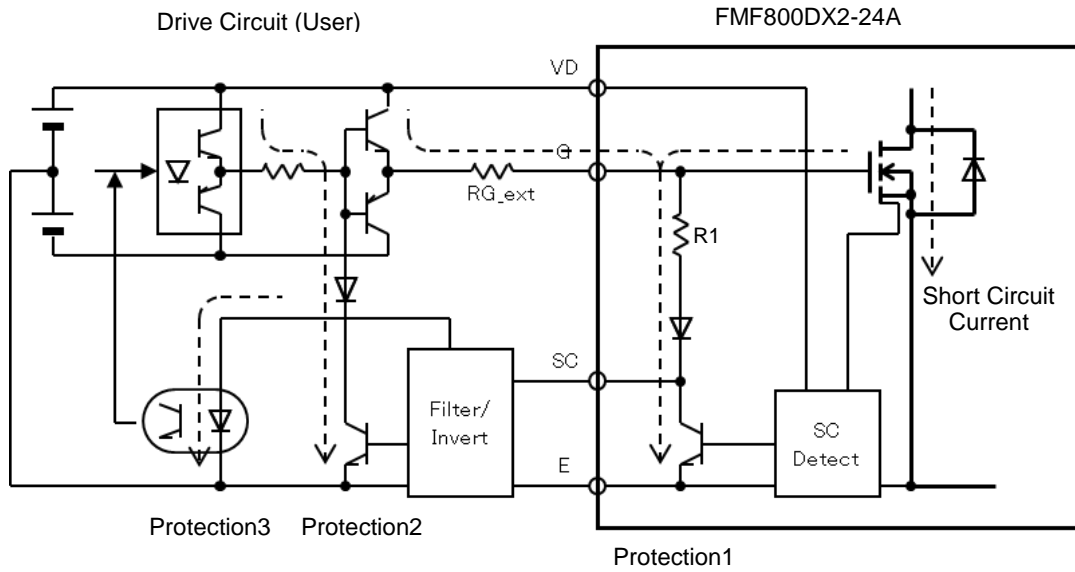 Drive Circuit (User)
FMF800DX2-24A
VD
G
RG_ext
R1
Short Circuit
Current
SC
Filter/
Invert
SC
Detect
E
Protection3
Protection2
Protection1